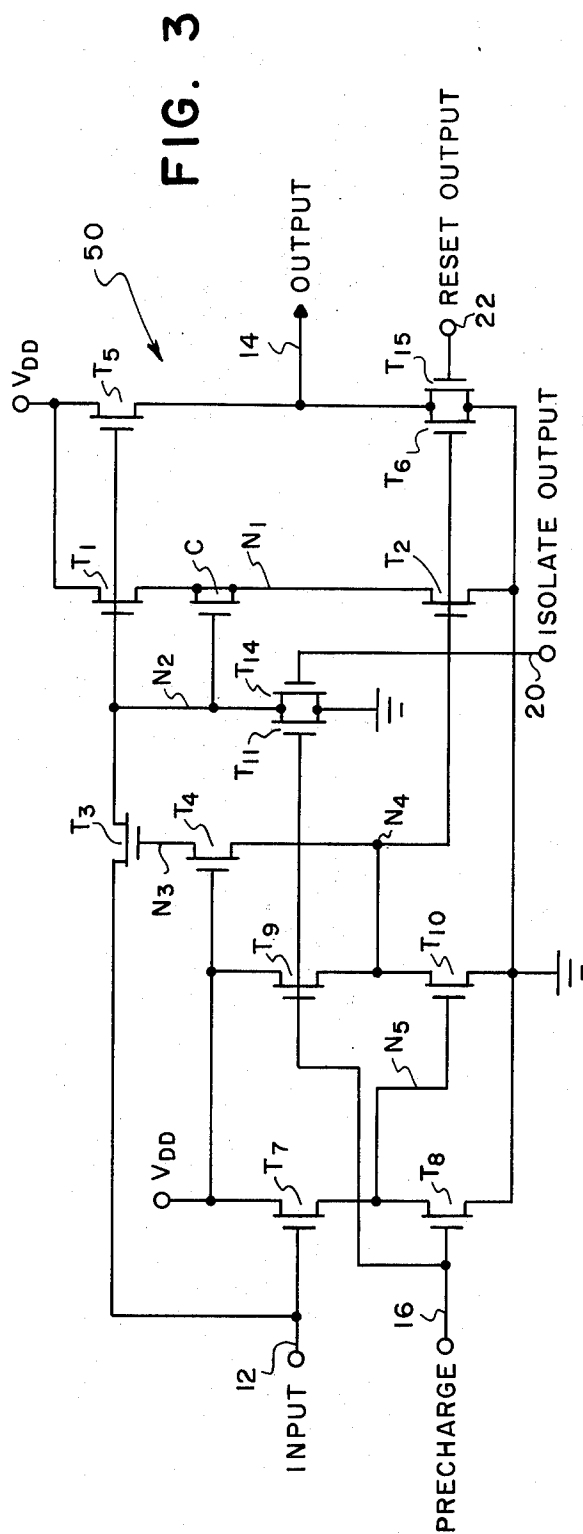 FIG. 3
50
VDD
T5
T1
C
N1
N2
T3
N3
T4
T14
T11
14
OUTPUT
T15
RESET OUTPUT
22
T6
T2
20
ISOLATE OUTPUT
N4
T9
T10
N5
VDD
T7
T8
12
INPUT
16
PRECHARGE